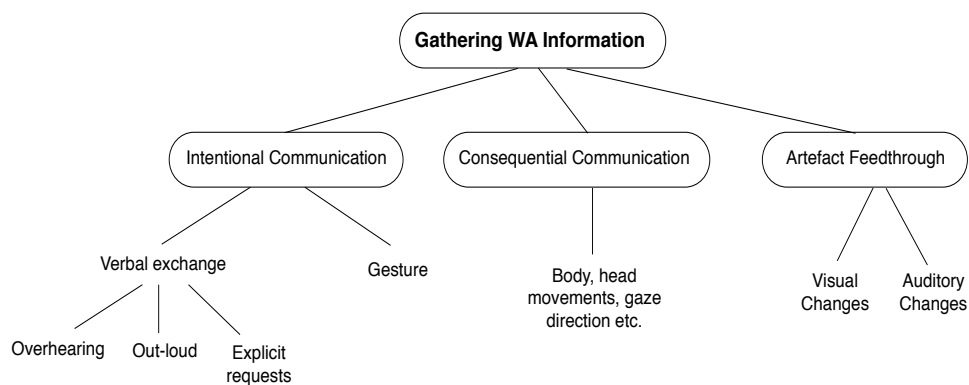 Gathering WA Information
Intentional Communication
Consequential Communication
Artefact Feedthrough
Verbal exchange
Gesture
Body, head
movements, gaze
direction etc.
Visual
Changes
Auditory
Changes
Overhearing
Out-loud
Explicit
requests